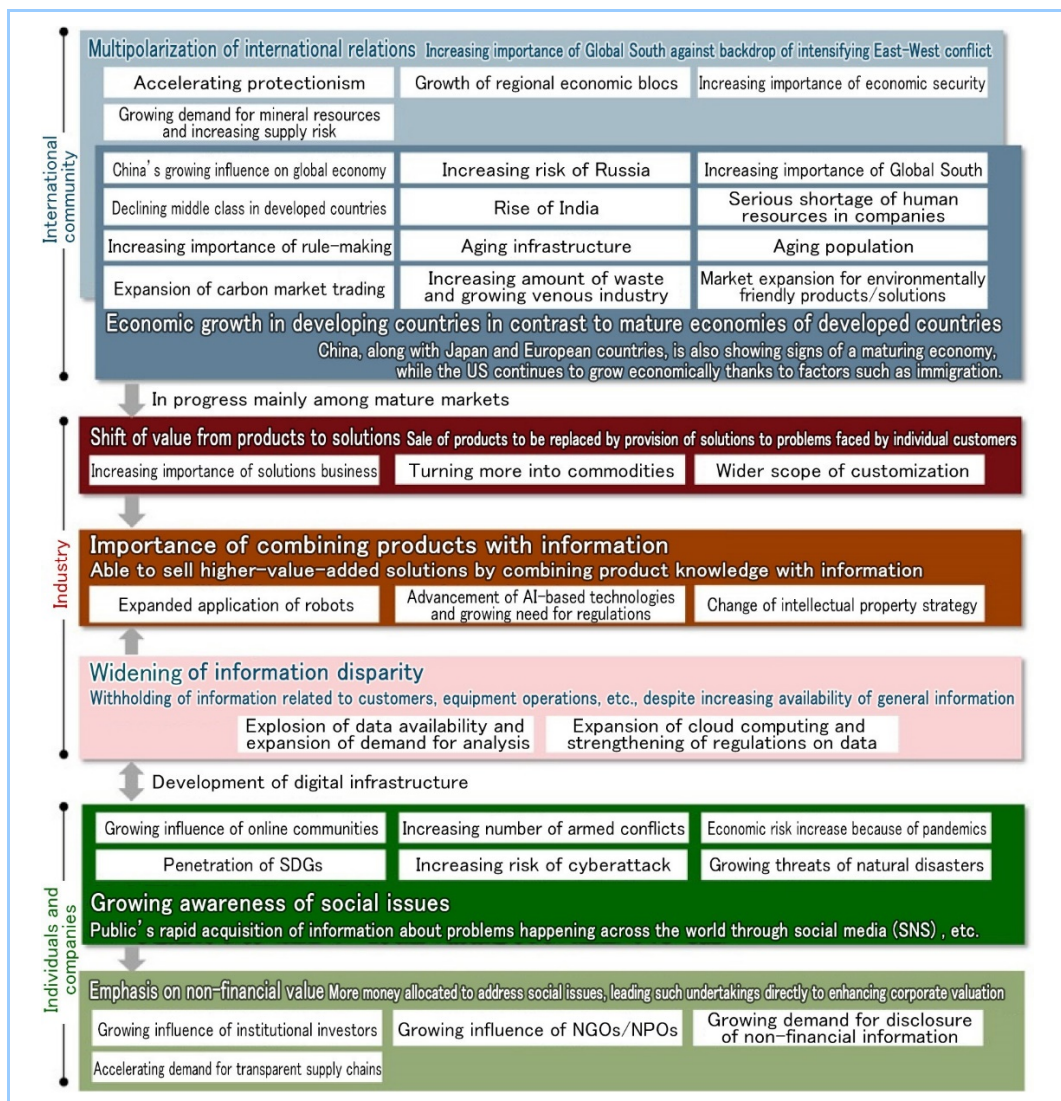 Multipolarization of international relations Increasing importance of Global South against backdrop of intensifying East-West conflict
Accelerating protectionism
Growth of regional economic blocs
Increasing importance of economic security
Growing demand for mineral resources
and increasing supply risk
International
community
China's growing influence on global economy
Increasing risk of Russia
Increasing importance of Global South
Declining middle class in developed countries
Rise of India
Serious shortage of human
resources in companies
Increasing importance of rule-making
Aging infrastructure
Aging population
Expansion of carbon market trading
Increasing amount of waste
and growing venous industry
Market expansion for environmentally
friendly products/solutions
Economic growth in developing countries in contrast to mature economies of developed countries
China, along with Japan and European countries, is also showing signs of a maturing economy,
while the US continues to grow economically thanks to factors such as immigration.
In progress mainly among mature markets
Industry
Shift of value from products to solutions Sale of products to be replaced by provision of solutions to problems faced by individual customers
Increasing importance of solutions business
Turning more into commodities
Wider scope of customization
Importance of combining products with information
Able to sell higher-value-added solutions by combining product knowledge with information
Expanded application of robots
Advancement of AI-based technologies
and growing need for regulations
Change of intellectual property strategy
Widening of information disparity
Withholding of information related to customers, equipment operations, etc., despite increasing availability of general information
Explosion of data availability and
expansion of demand for analysis
Expansion of cloud computing and
strengthening of regulations on data
Development of digital infrastructure
Individuals and
companies
Growing influence of online communities
Increasing number of armed conflicts
Economic risk increase because of pandemics
Penetration of SDGs
Increasing risk of cyberattack
Growing threats of natural disasters
Growing awareness of social issues
Public's rapid acquisition of information about problems happening across the world through social media (SNS) , etc.
Emphasis on non-financial value More money allocated to address social issues, leading such undertakings directly to enhancing corporate valuation
Growing influence of institutional investors
Growing influence of NGOs/NPOs
Growing demand for disclosure
of non-financial information
Accelerating demand for transparent supply chains